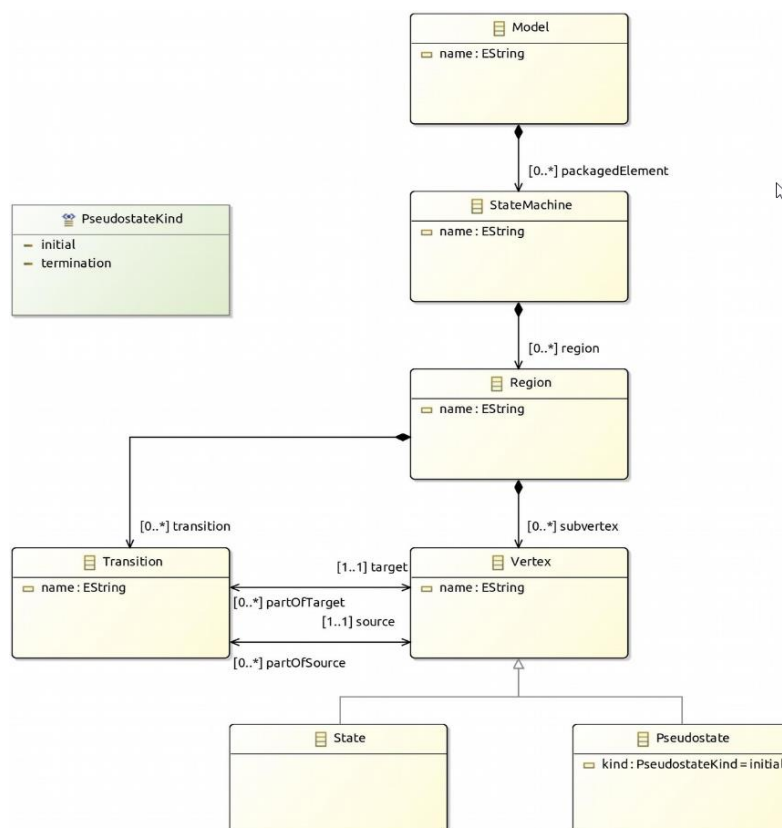 Model
name : EString
[0..*] packagedElement
PseudostateKind
initial
termination
StateMachine
name : EString
[0..*] region
Region
name : EString
[0..*] transition
[0..*] subvertex
Transition
name : EString
[1..1] target
[0..*] partOfTarget
[1..1] source
[0..*] partOfSource
Vertex
name : EString
State
Pseudostate
kind : PseudostateKind = initial